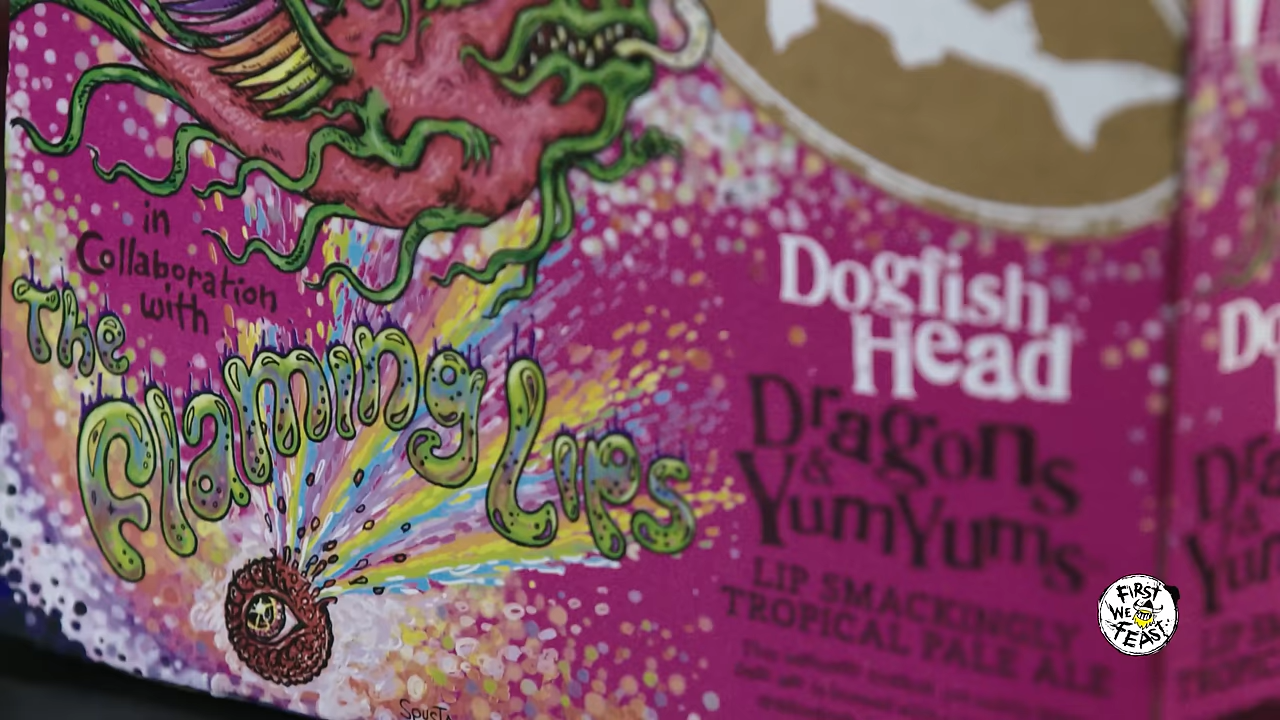 in
Collaboration
with
The
Flaming
Lips
Dogfish
Head
Dragons
&
YumYums
LIP SMACKINGLY
TROPICAL PALE ALE
FIRST
WE
FEAST